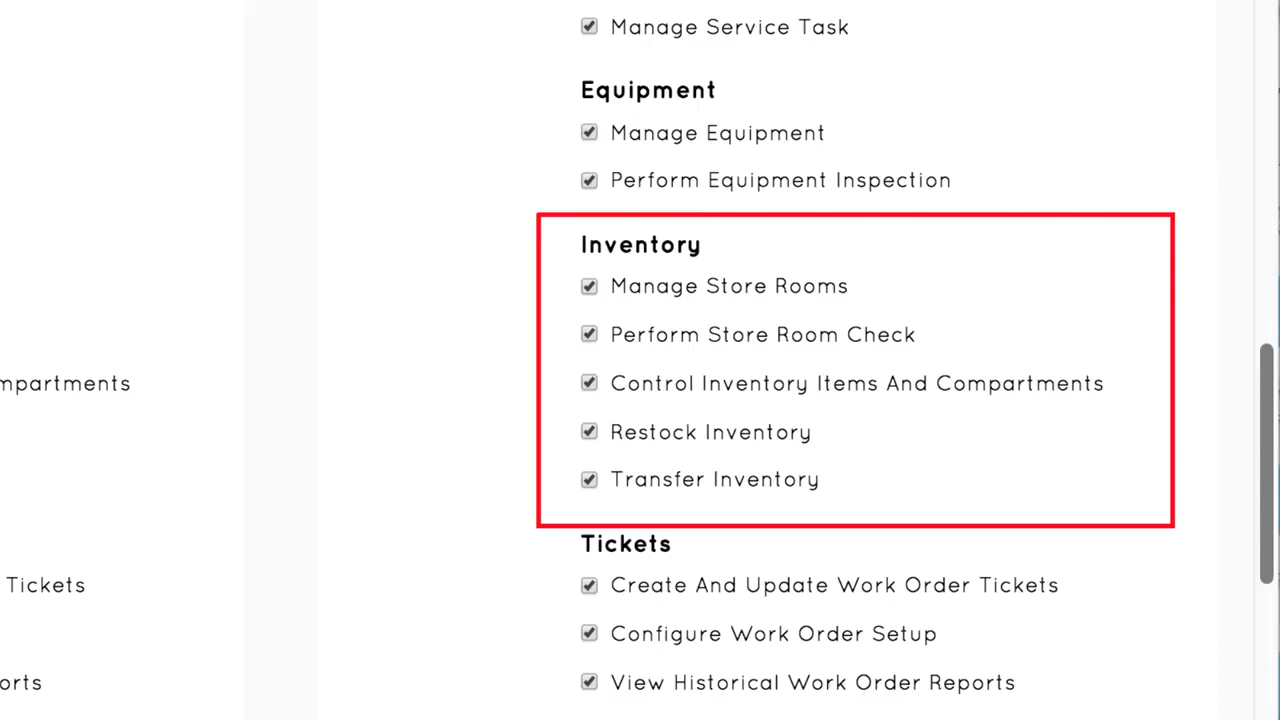 Manage Service Task
Equipment
Manage Equipment
Perform Equipment Inspection
Inventory
Manage Store Rooms
Perform Store Room Check
mpartments
Control Inventory Items And Compartments
Restock Inventory
Transfer Inventory
Tickets
Tickets
Create And Update Work Order Tickets
Configure Work Order Setup
orts
View Historical Work Order Reports